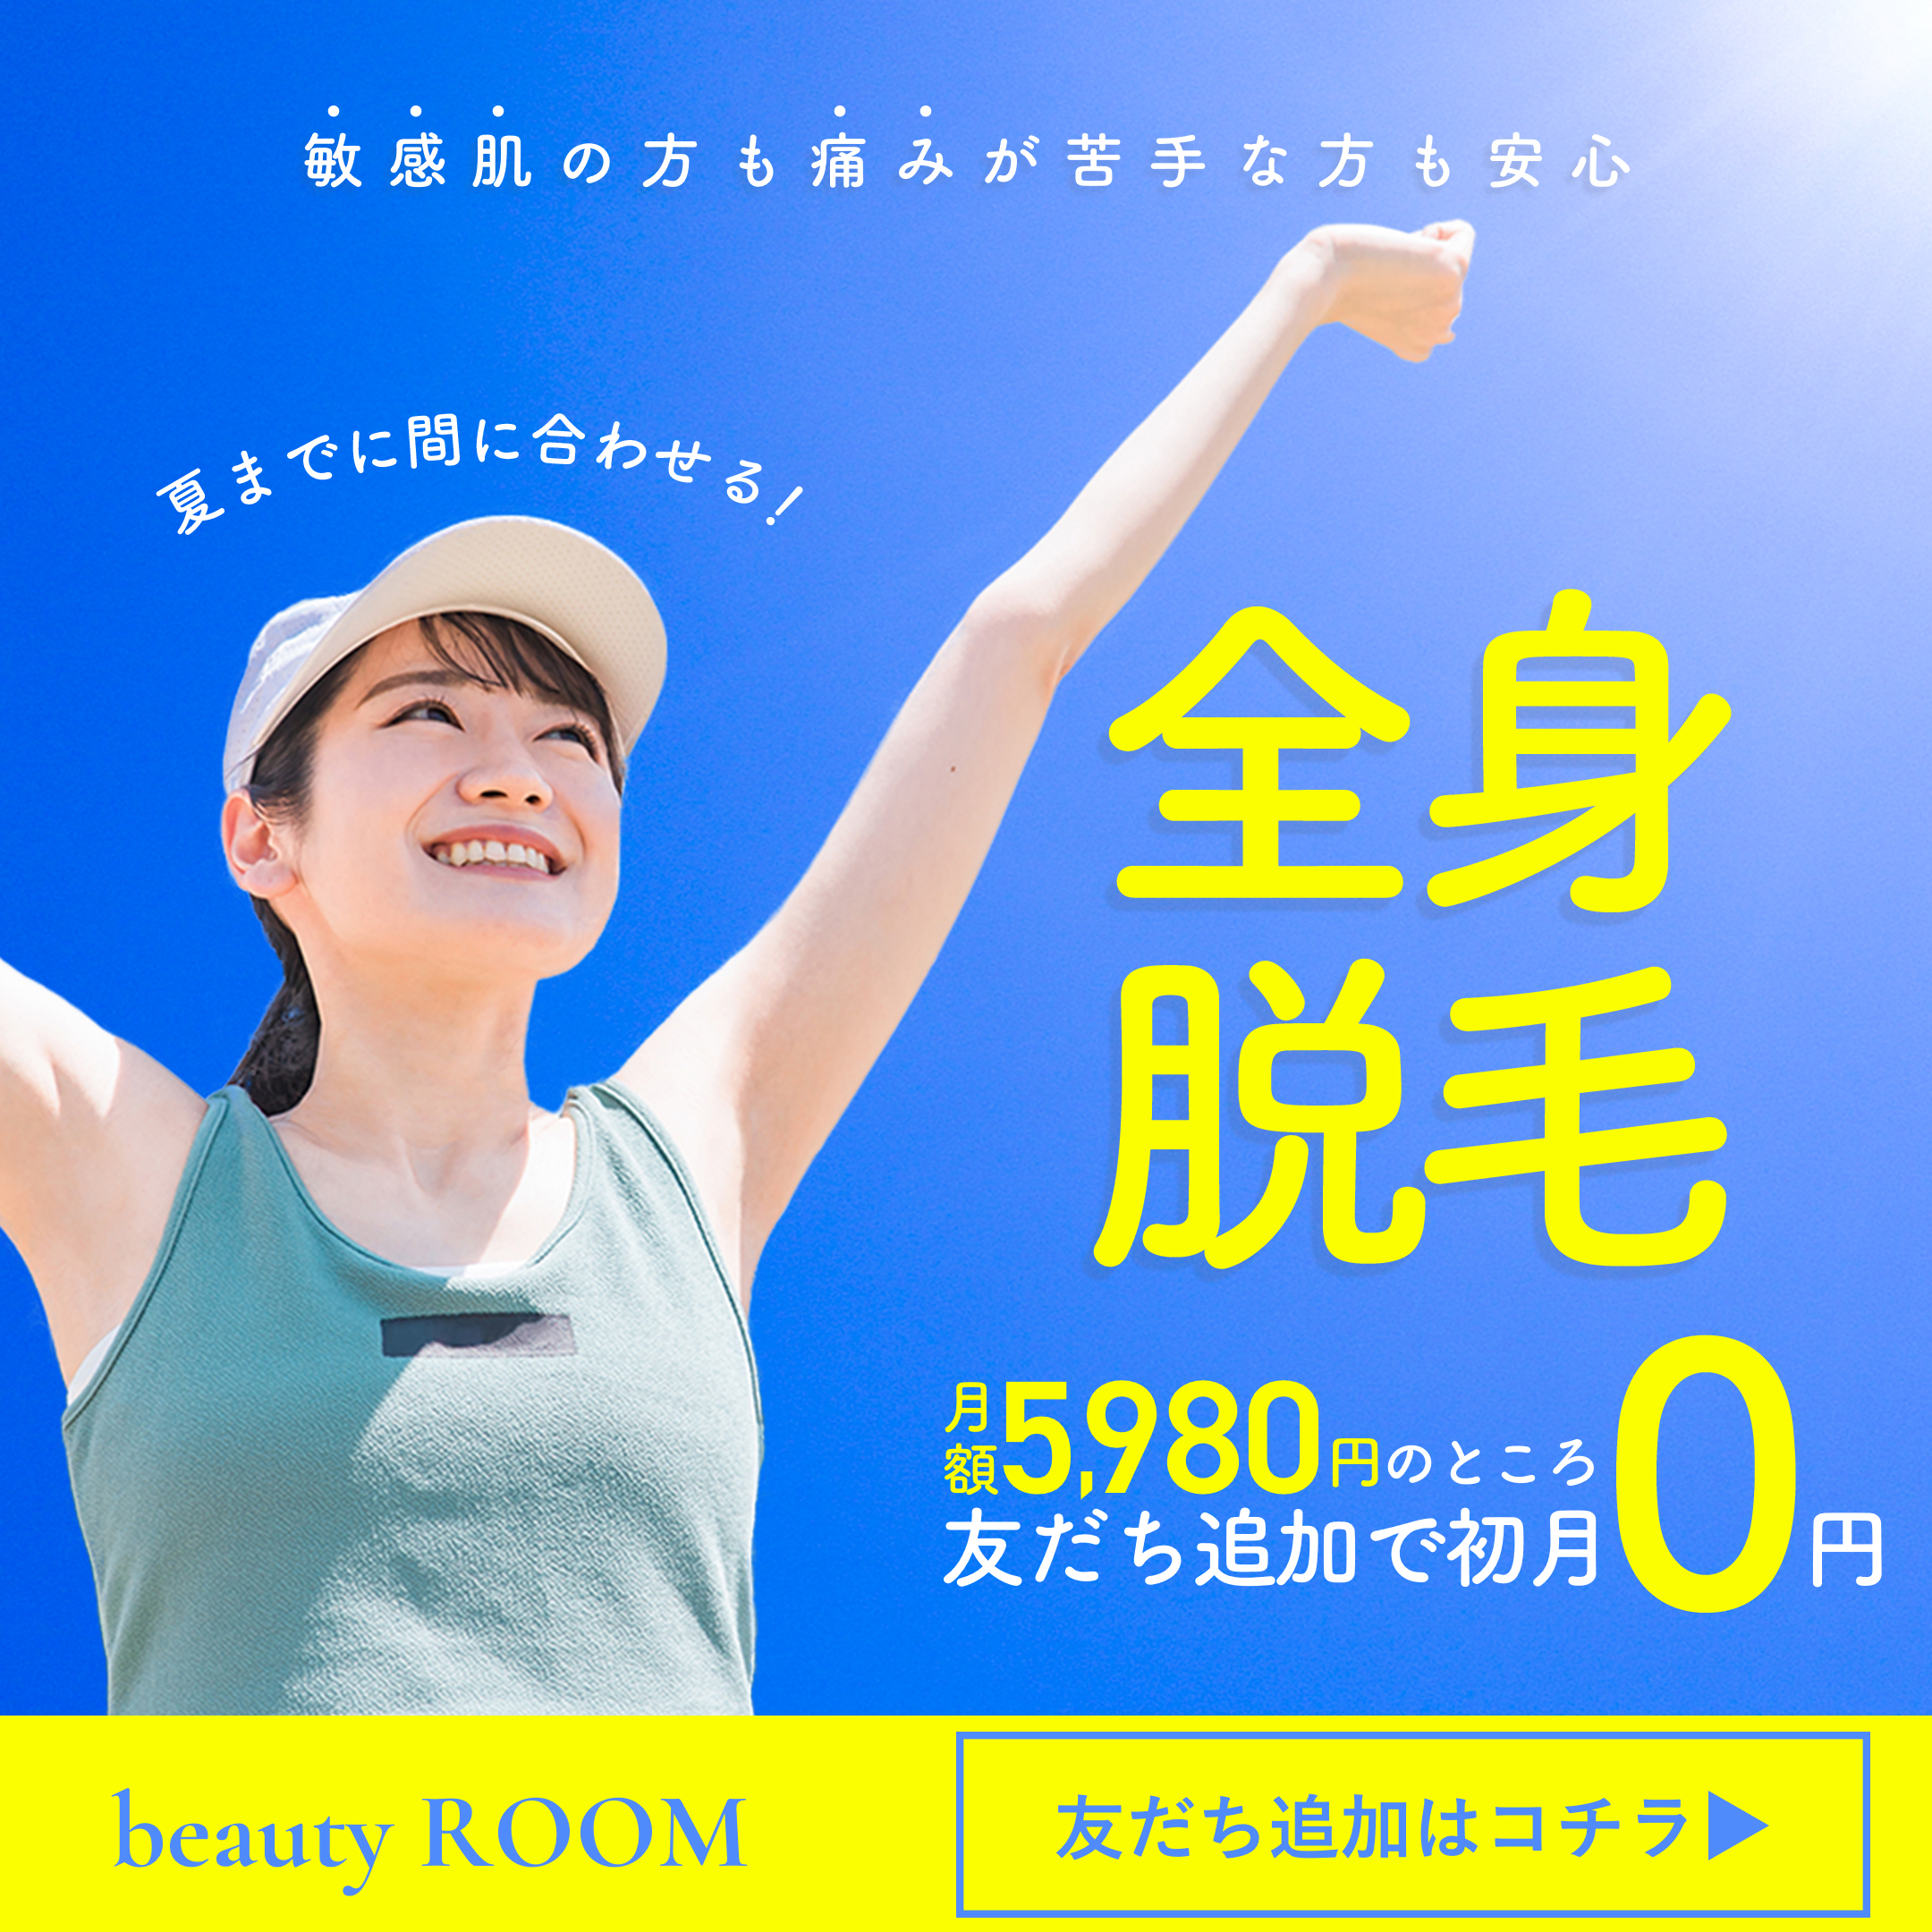 敏感肌の方も痛みが苦手な方も安心
夏までに間に合わせる!
全身
脱毛
月額5,980円のところ
友だち追加で初月0円
beauty ROOM
友だち追加はコチラ▶